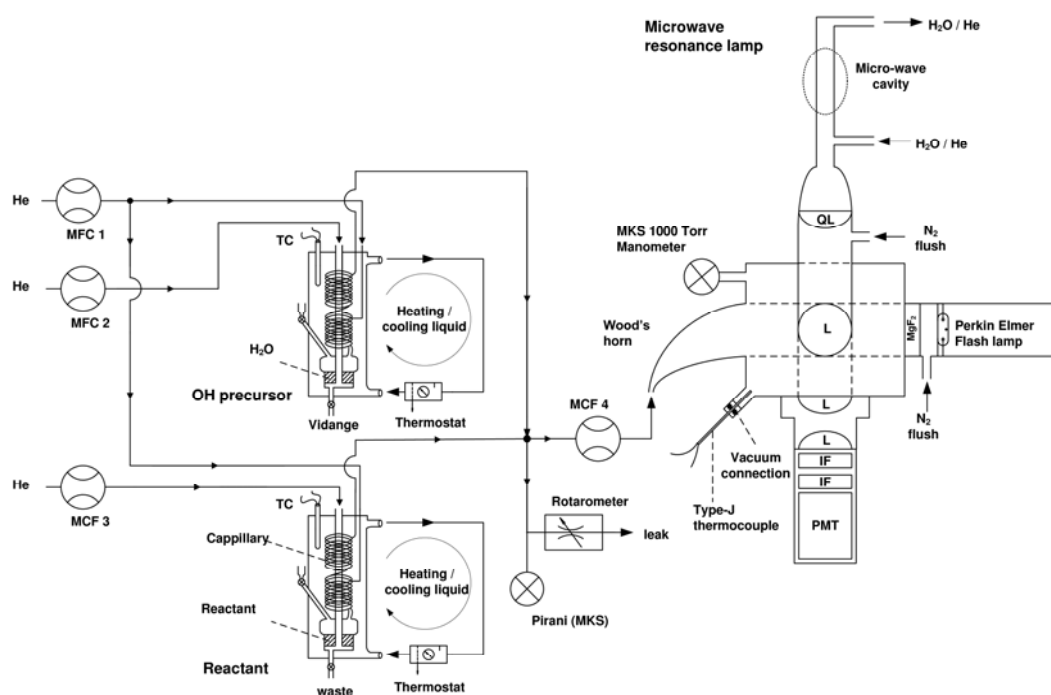 Microwave
resonance lamp
H₂O / He
Micro-wave
cavity
H₂O / He
QL
N₂
flush
MKS 1000 Torr
Manometer
He
MFC 1
He
MFC 2
TC
Heating /
cooling liquid
H₂O
OH precursor
Vidange
Thermostat
Wood's
horn
L
MgF₂
Perkin Elmer
Flash lamp
N₂
flush
L
L
IF
IF
PMT
MCF 4
Vacuum
connection
Type-J
thermocouple
Rotarometer
leak
Pirani (MKS)
He
MCF 3
TC
Cappillary
Heating /
cooling liquid
Reactant
Reactant
waste
Thermostat